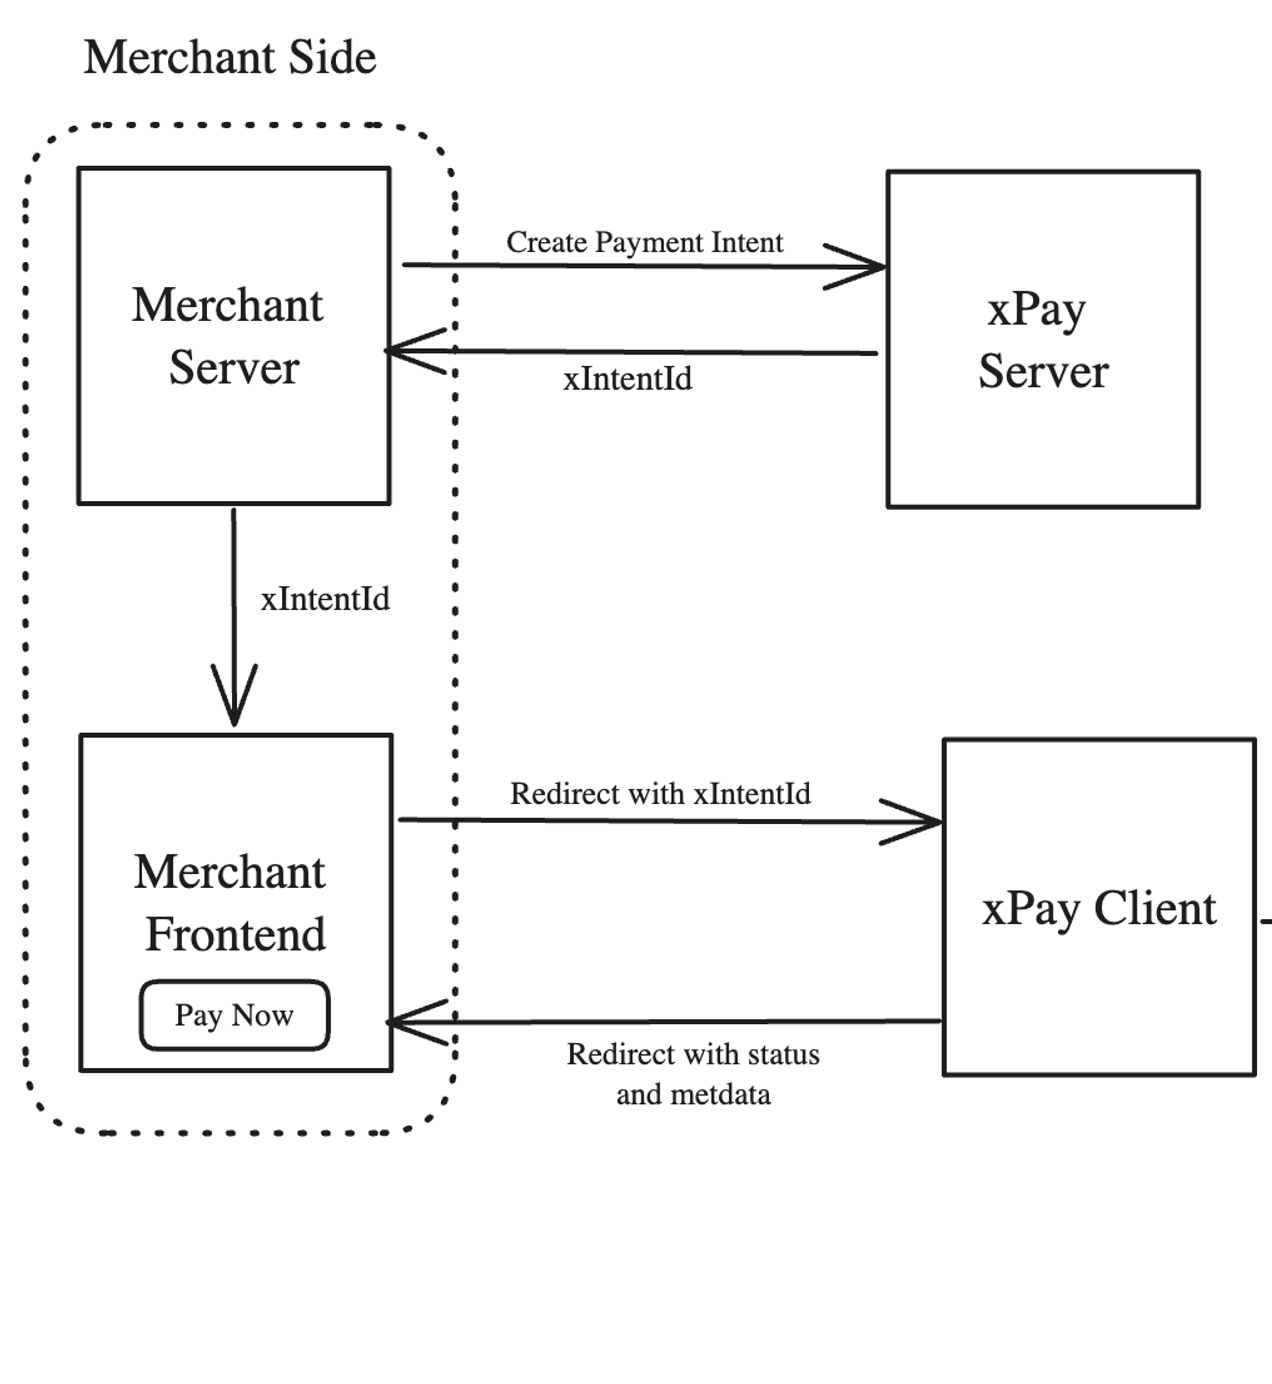 Merchant Side
Create Payment Intent
Merchant
Server
xPay
Server
xIntentId
xIntentId
Redirect with xIntentId
Merchant
Frontend
xPay Client
Pay Now
Redirect with status
and metdata